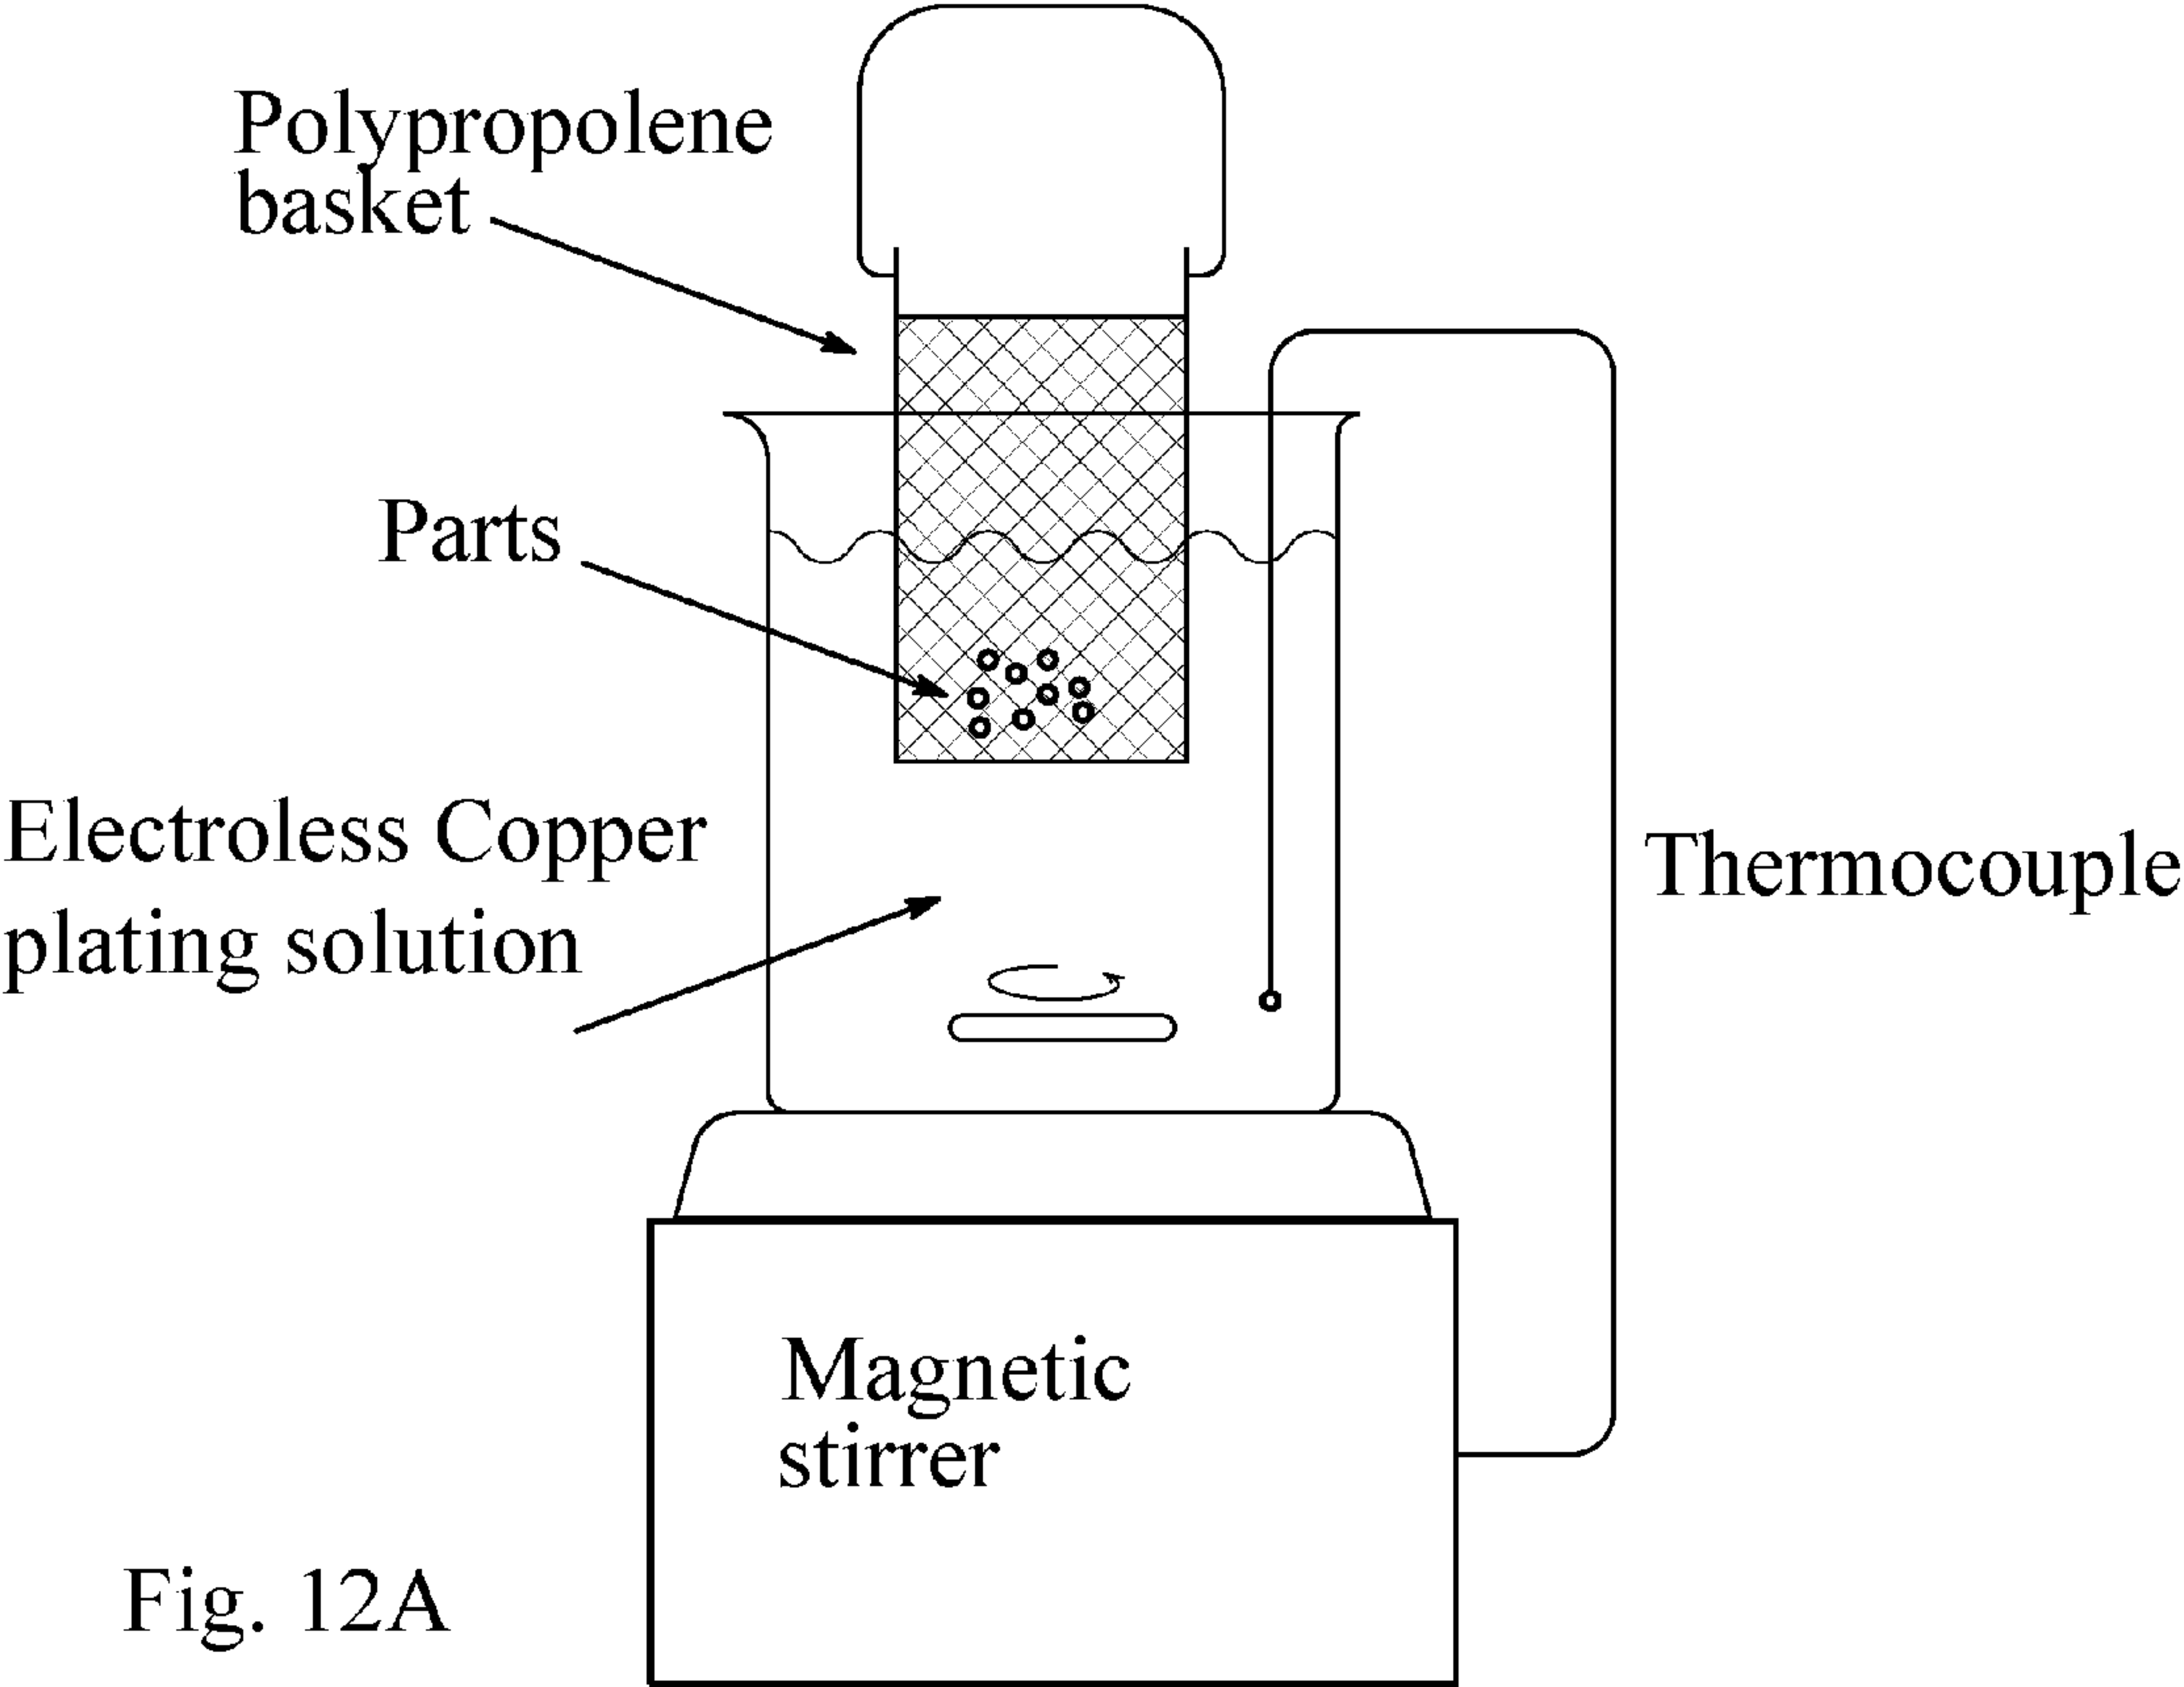 Polypropolene
basket
Parts
Electroless Copper
plating solution
Thermocouple
Magnetic
stirrer
Fig. 12A